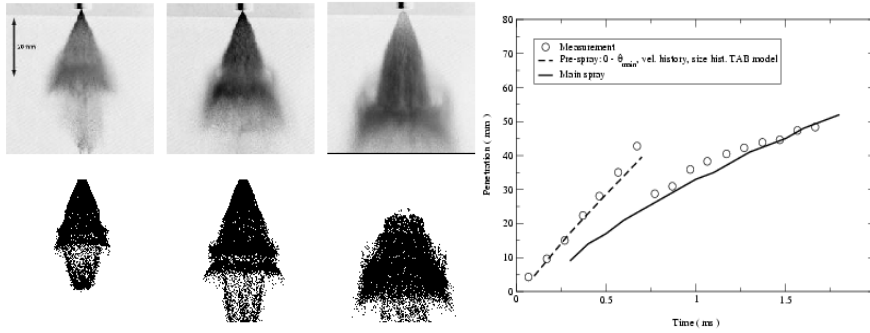 20 mm
80
70
60
50
40
30
20
10
0
Penetration ( mm )
Measurement
Pre-spray: 0 - θmin, vel. history, size hist. TAB model
Main spray
0 0.5 1 1.5
Time ( ms )